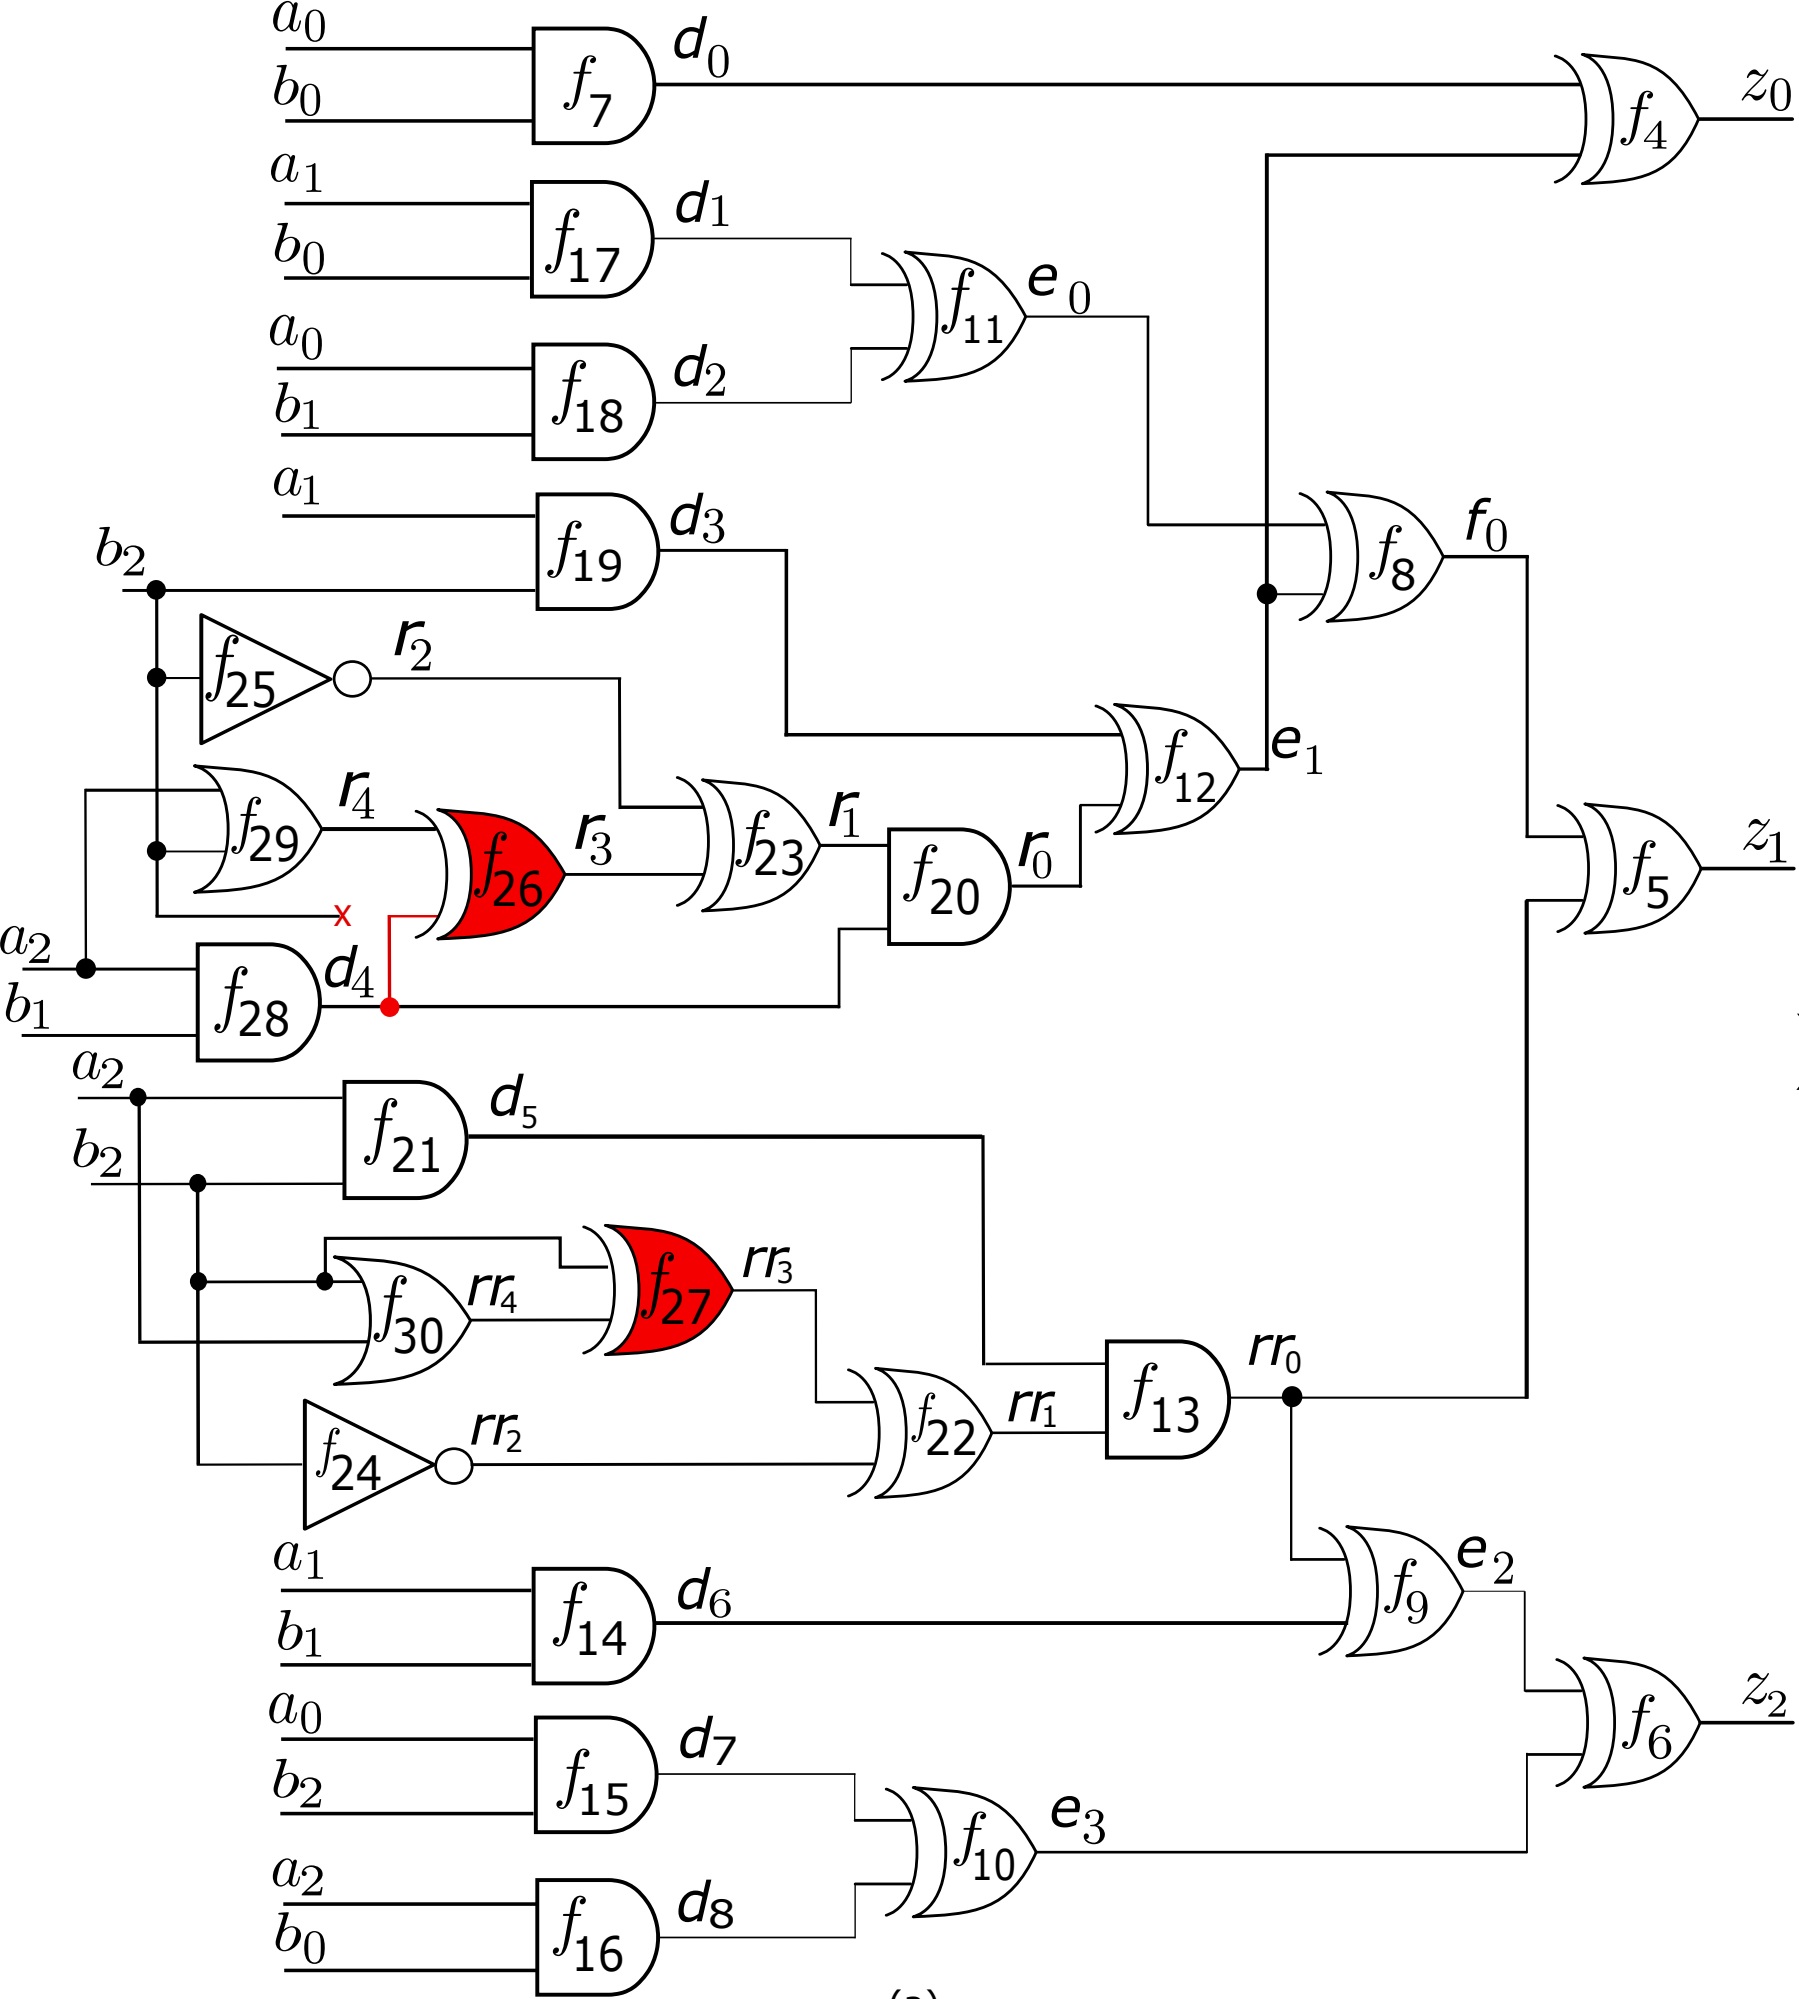 a0
b0
f7
d0
f4
z0
a1
b0
f17
d1
f11
e0
a0
b1
f18
d2
a1
b2
f19
d3
f8
f0
f25
r2
f29
r4
f26
r3
f23
r1
f20
r0
f12
e1
f5
z1
x
a2
b1
f28
d4
a2
b2
f21
d5
f30
rr4
f27
rr3
f24
rr2
f22
rr1
f13
rr0
a1
b1
f14
d6
f9
e2
a0
b2
f15
d7
f10
e3
f6
z2
a2
b0
f16
d8